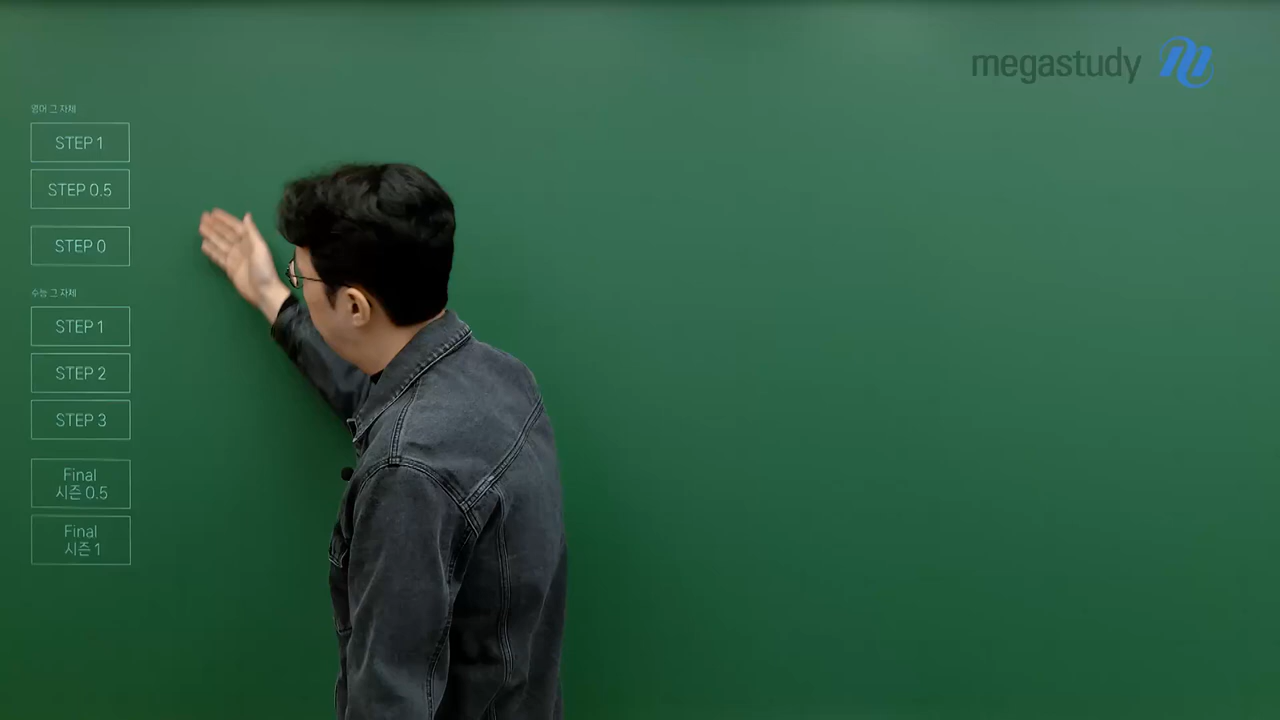 megastudy
영어 그 자체
STEP 1
STEP 0.5
STEP 0
수능 그 자체
STEP 1
STEP 2
STEP 3
Final
시즌 0.5
Final
시즌 1